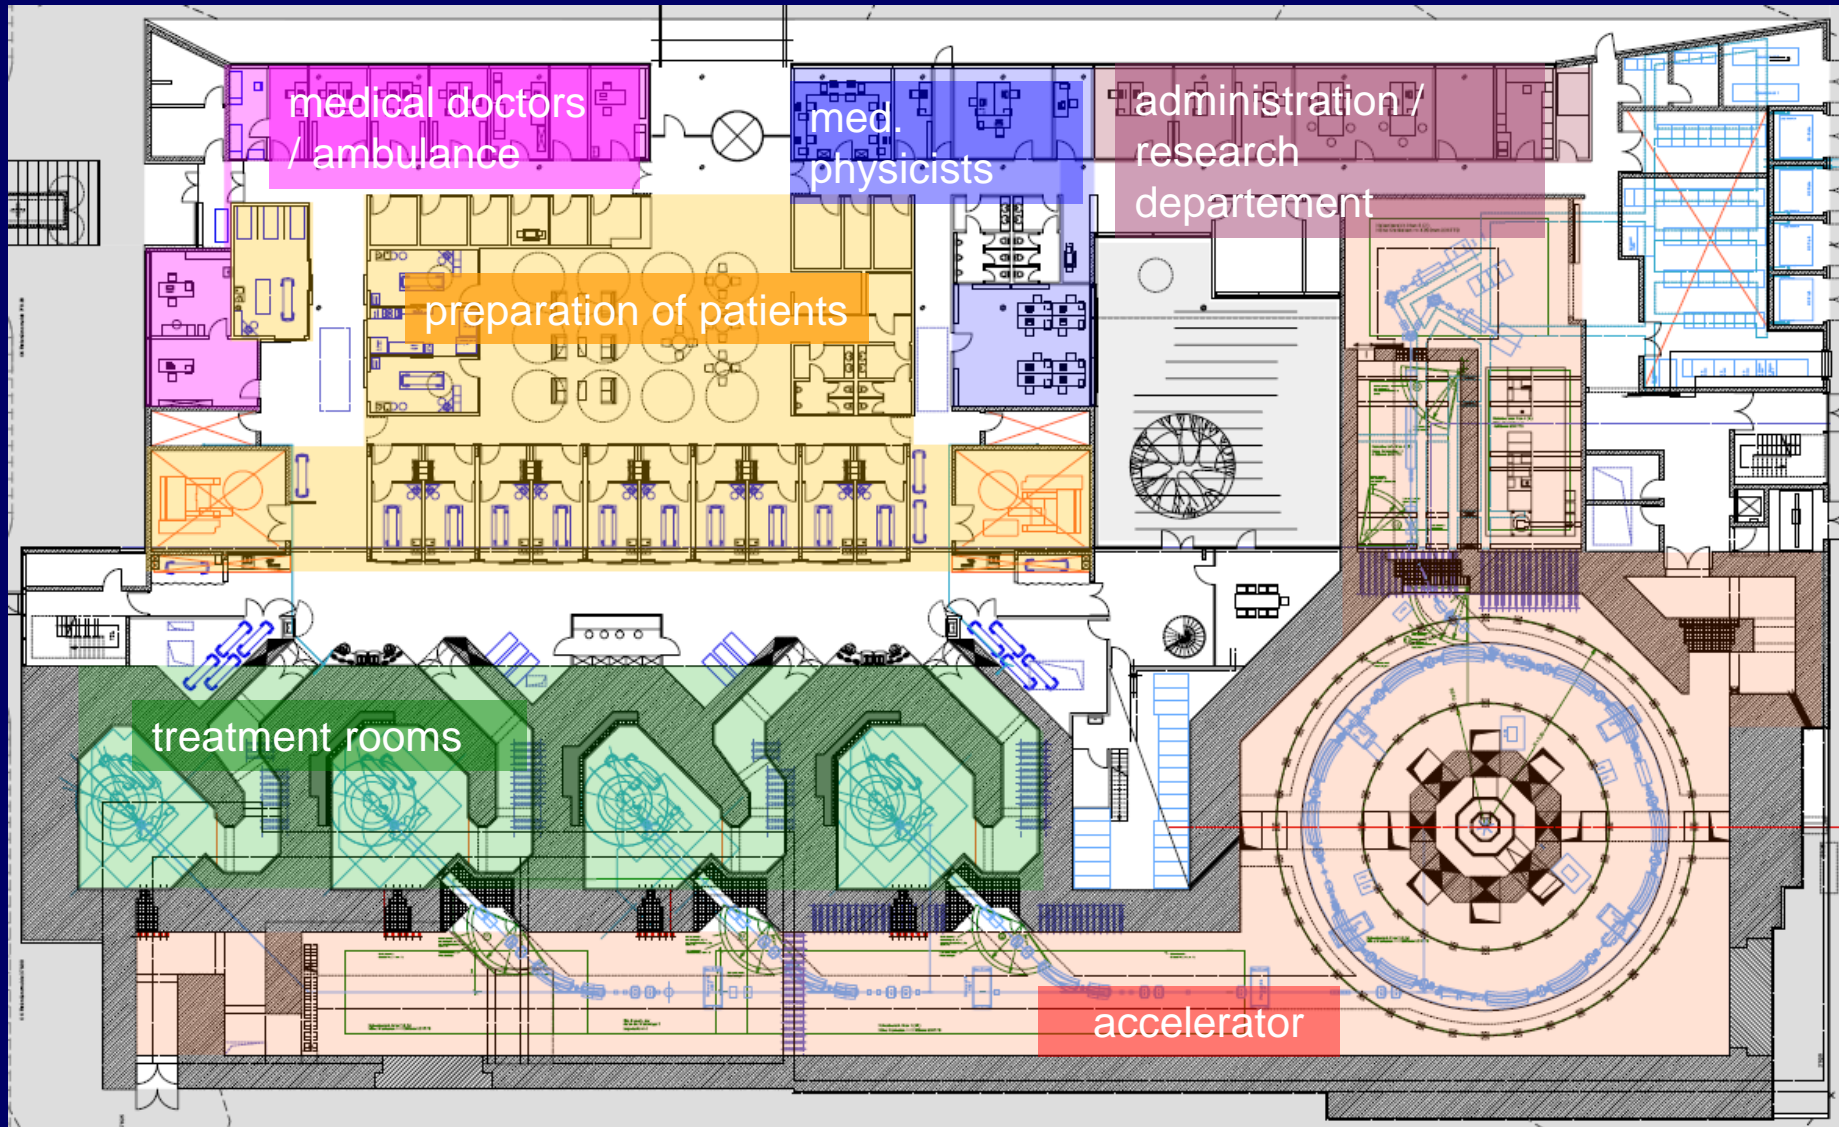 medical doctors
/ ambulance
med.
physicists
administration /
research
departement
preparation of patients
treatment rooms
accelerator